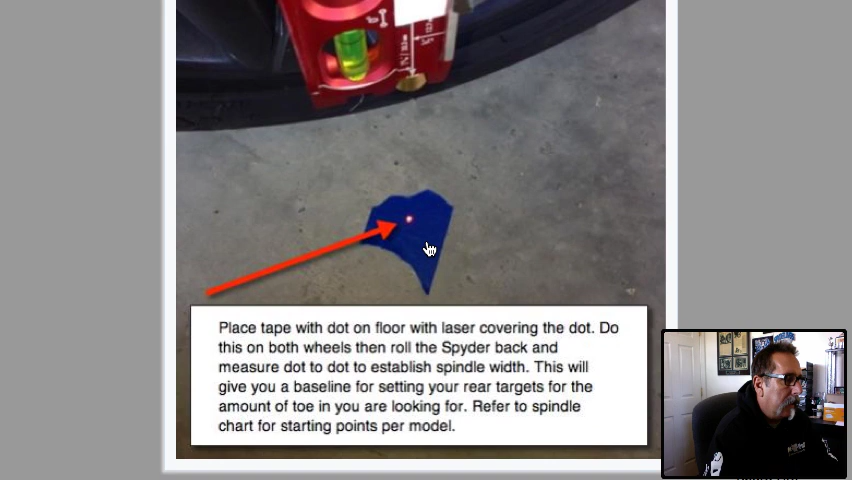 Place tape with dot on floor with laser covering the dot. Do
this on both wheels then roll the Spyder back and
measure dot to dot to establish spindle width. This will
give you a baseline for setting your rear targets for the
amount of toe in you are looking for. Refer to spindle
chart for starting points per model.